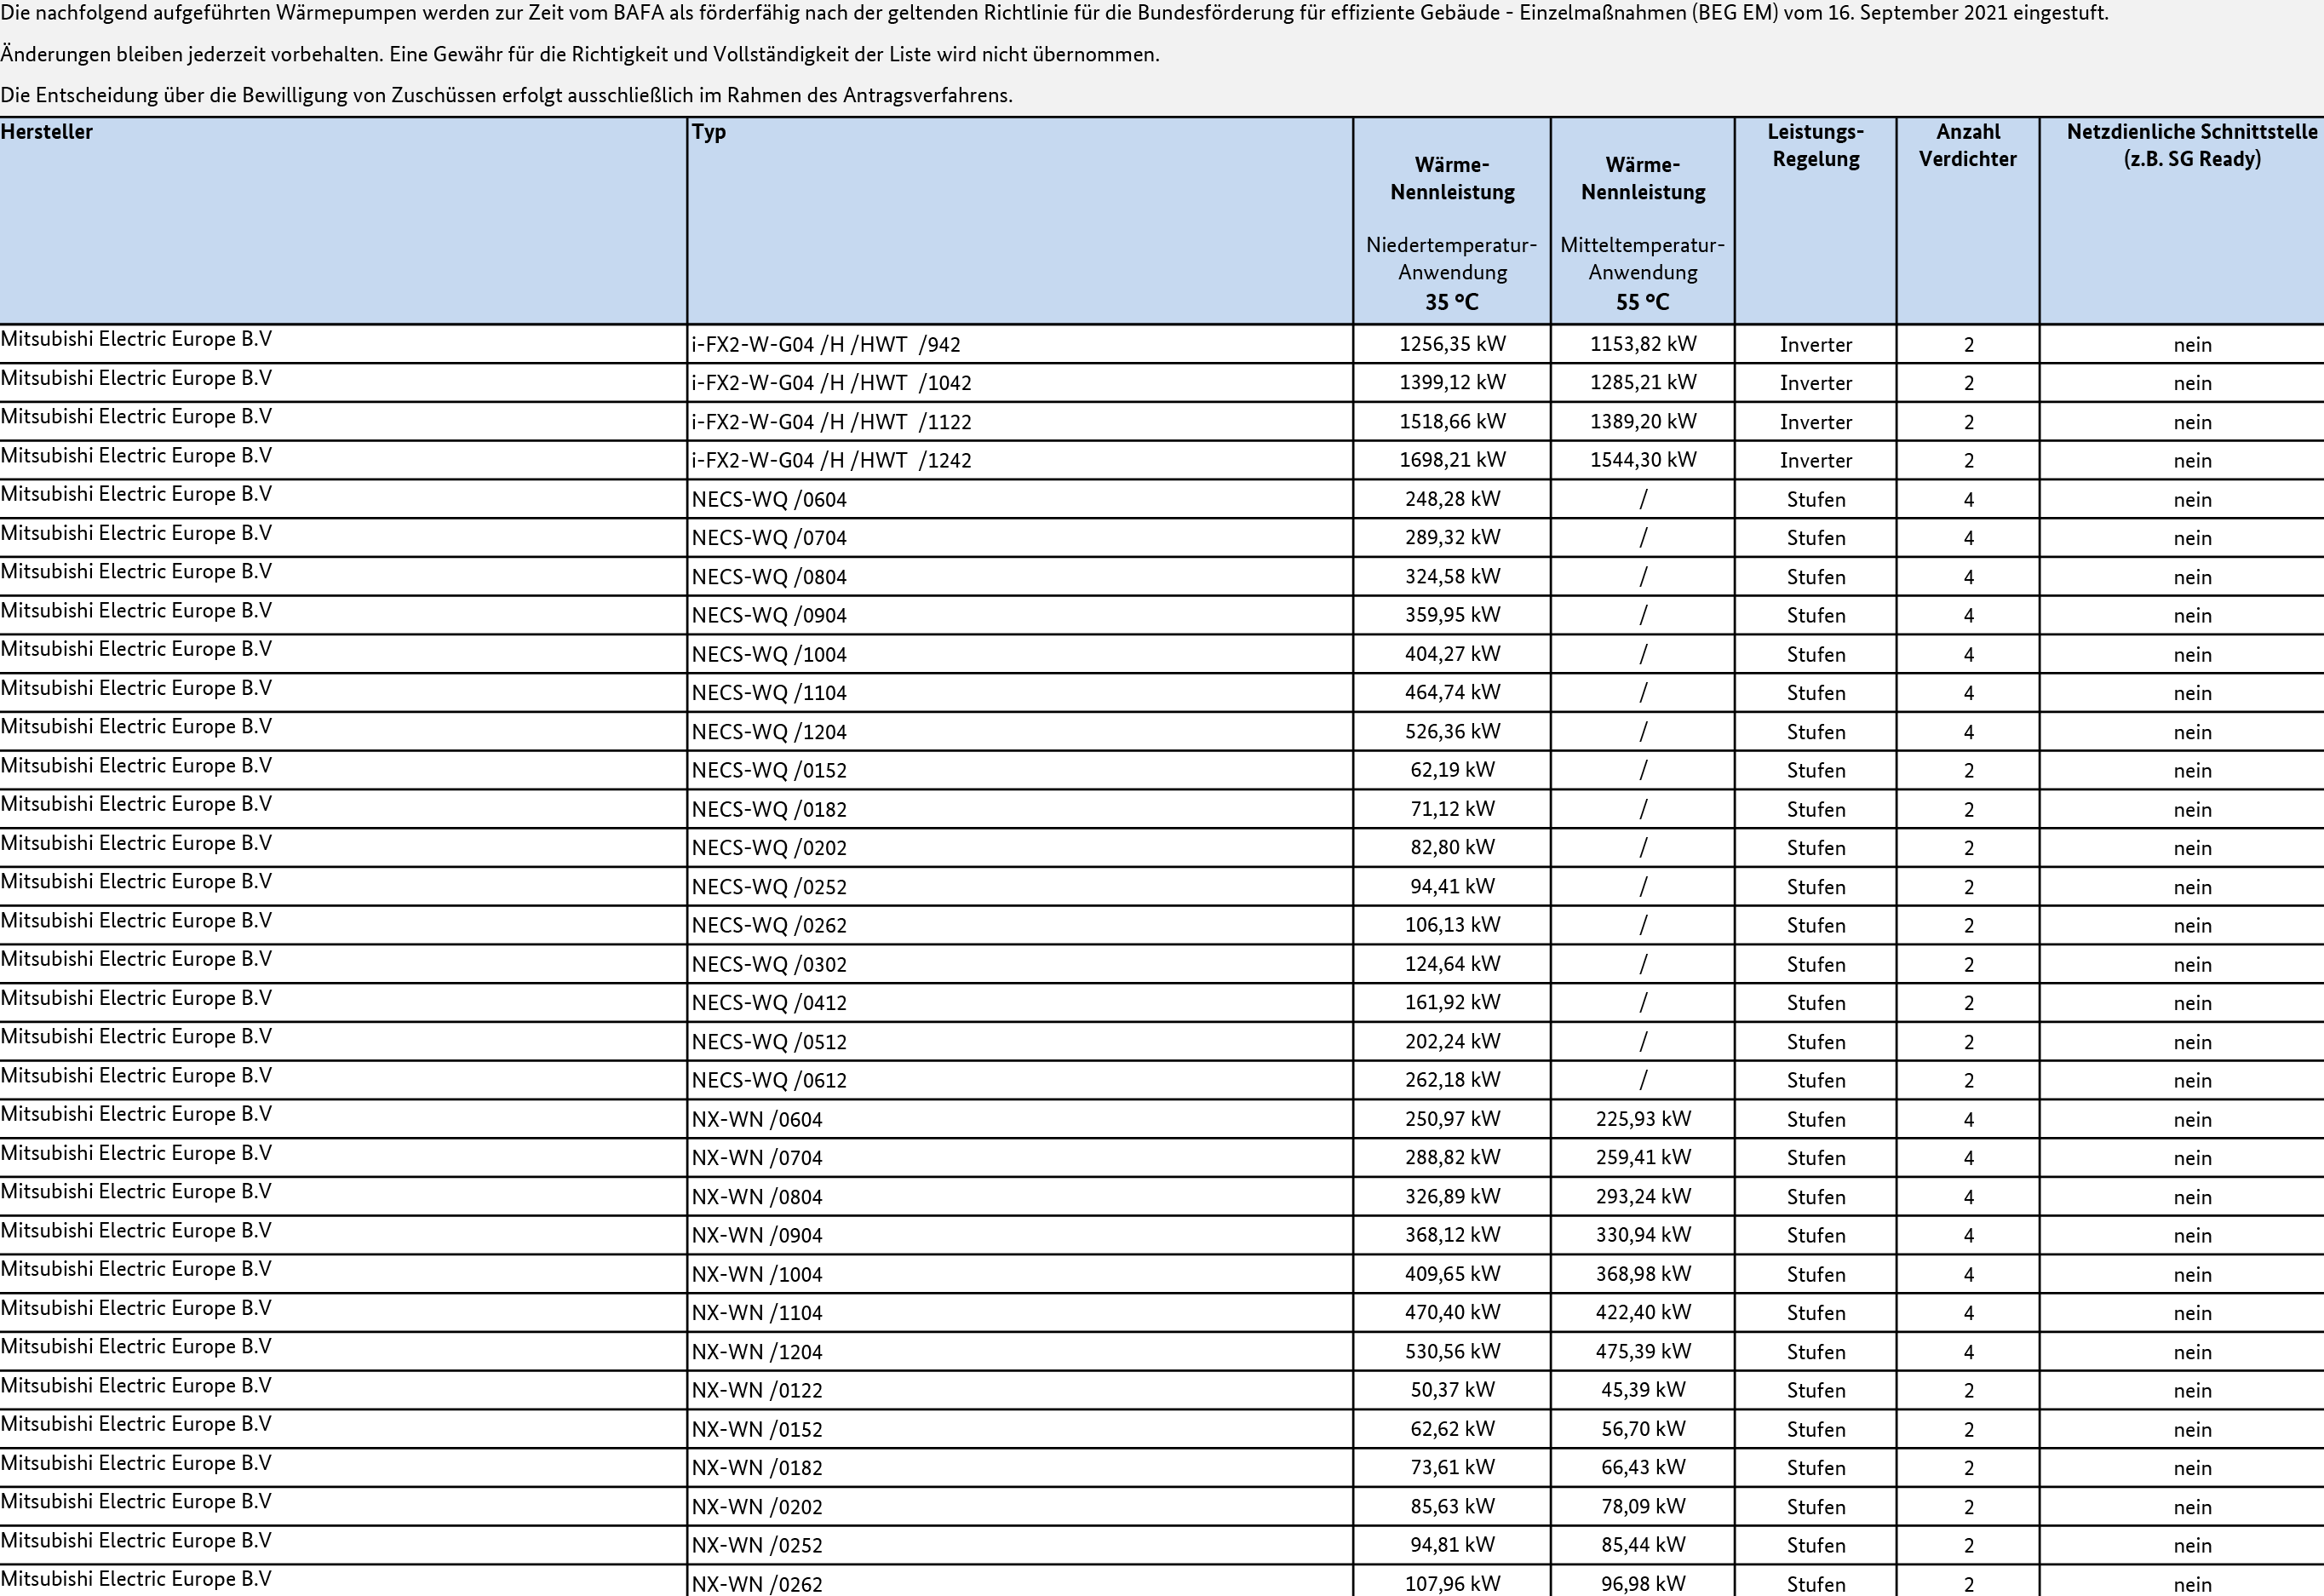 Die nachfolgend aufgeführten Wärmepumpen werden zur Zeit vom BAFA als förderfähig nach der geltenden Richtlinie für die Bundesförderung für effiziente Gebäude - Einzelmaßnahmen (BEG EM) vom 16. September 2021 eingestuft.
Änderungen bleiben jederzeit vorbehalten. Eine Gewähr für die Richtigkeit und Vollständigkeit der Liste wird nicht übernommen.
Die Entscheidung über die Bewilligung von Zuschüssen erfolgt ausschließlich im Rahmen des Antragsverfahrens.
Hersteller Typ Wärme-Nennleistung Niedertemperatur-Anwendung 35 °C Wärme-Nennleistung Mitteltemperatur-Anwendung 55 °C Leistungs-Regelung Anzahl Verdichter Netzdienliche Schnittstelle (z.B. SG Ready)
Mitsubishi Electric Europe B.V i-FX2-W-G04 /H /HWT /942 1256,35 kW 1153,82 kW Inverter 2 nein
Mitsubishi Electric Europe B.V i-FX2-W-G04 /H /HWT /1042 1399,12 kW 1285,21 kW Inverter 2 nein
Mitsubishi Electric Europe B.V i-FX2-W-G04 /H /HWT /1122 1518,66 kW 1389,20 kW Inverter 2 nein
Mitsubishi Electric Europe B.V i-FX2-W-G04 /H /HWT /1242 1698,21 kW 1544,30 kW Inverter 2 nein
Mitsubishi Electric Europe B.V NECS-WQ /0604 248,28 kW / Stufen 4 nein
Mitsubishi Electric Europe B.V NECS-WQ /0704 289,32 kW / Stufen 4 nein
Mitsubishi Electric Europe B.V NECS-WQ /0804 324,58 kW / Stufen 4 nein
Mitsubishi Electric Europe B.V NECS-WQ /0904 359,95 kW / Stufen 4 nein
Mitsubishi Electric Europe B.V NECS-WQ /1004 404,27 kW / Stufen 4 nein
Mitsubishi Electric Europe B.V NECS-WQ /1104 464,74 kW / Stufen 4 nein
Mitsubishi Electric Europe B.V NECS-WQ /1204 526,36 kW / Stufen 4 nein
Mitsubishi Electric Europe B.V NECS-WQ /0152 62,19 kW / Stufen 2 nein
Mitsubishi Electric Europe B.V NECS-WQ /0182 71,12 kW / Stufen 2 nein
Mitsubishi Electric Europe B.V NECS-WQ /0202 82,80 kW / Stufen 2 nein
Mitsubishi Electric Europe B.V NECS-WQ /0252 94,41 kW / Stufen 2 nein
Mitsubishi Electric Europe B.V NECS-WQ /0262 106,13 kW / Stufen 2 nein
Mitsubishi Electric Europe B.V NECS-WQ /0302 124,64 kW / Stufen 2 nein
Mitsubishi Electric Europe B.V NECS-WQ /0412 161,92 kW / Stufen 2 nein
Mitsubishi Electric Europe B.V NECS-WQ /0512 202,24 kW / Stufen 2 nein
Mitsubishi Electric Europe B.V NECS-WQ /0612 262,18 kW / Stufen 2 nein
Mitsubishi Electric Europe B.V NX-WN /0604 250,97 kW 225,93 kW Stufen 4 nein
Mitsubishi Electric Europe B.V NX-WN /0704 288,82 kW 259,41 kW Stufen 4 nein
Mitsubishi Electric Europe B.V NX-WN /0804 326,89 kW 293,24 kW Stufen 4 nein
Mitsubishi Electric Europe B.V NX-WN /0904 368,12 kW 330,94 kW Stufen 4 nein
Mitsubishi Electric Europe B.V NX-WN /1004 409,65 kW 368,98 kW Stufen 4 nein
Mitsubishi Electric Europe B.V NX-WN /1104 470,40 kW 422,40 kW Stufen 4 nein
Mitsubishi Electric Europe B.V NX-WN /1204 530,56 kW 475,39 kW Stufen 4 nein
Mitsubishi Electric Europe B.V NX-WN /0122 50,37 kW 45,39 kW Stufen 2 nein
Mitsubishi Electric Europe B.V NX-WN /0152 62,62 kW 56,70 kW Stufen 2 nein
Mitsubishi Electric Europe B.V NX-WN /0182 73,61 kW 66,43 kW Stufen 2 nein
Mitsubishi Electric Europe B.V NX-WN /0202 85,63 kW 78,09 kW Stufen 2 nein
Mitsubishi Electric Europe B.V NX-WN /0252 94,81 kW 85,44 kW Stufen 2 nein
Mitsubishi Electric Europe B.V NX-WN /0262 107,96 kW 96,98 kW Stufen 2 nein